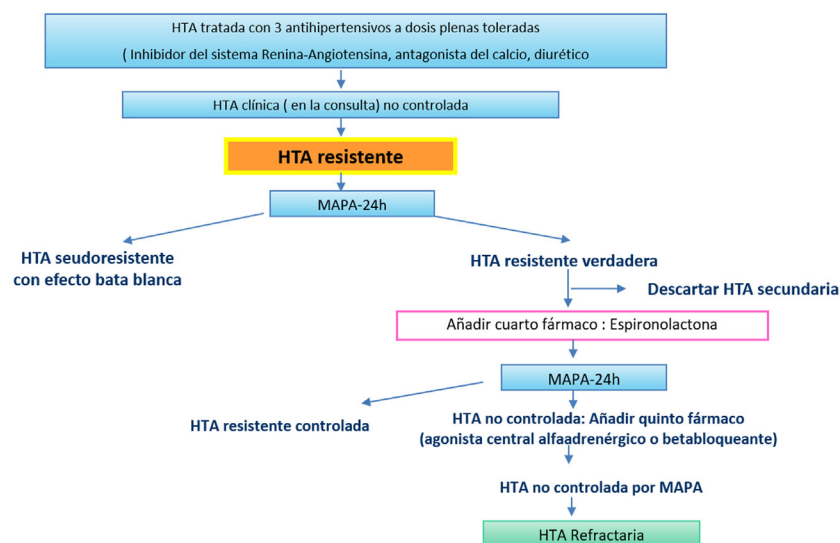 HTA tratada con 3 antihipertensivos a dosis plenas toleradas
( Inhibidor del sistema Renina-Angiotensina, antagonista del calcio, diurético
HTA clínica ( en la consulta) no controlada
HTA resistente
MAPA-24h
HTA seudoresistente
con efecto bata blanca
HTA resistente verdadera
Descartar HTA secundaria
Añadir cuarto fármaco : Espironolactona
MAPA-24h
HTA resistente controlada
HTA no controlada: Añadir quinto fármaco
(agonista central alfaadrenérgico o betabloqueante)
HTA no controlada por MAPA
HTA Refractaria